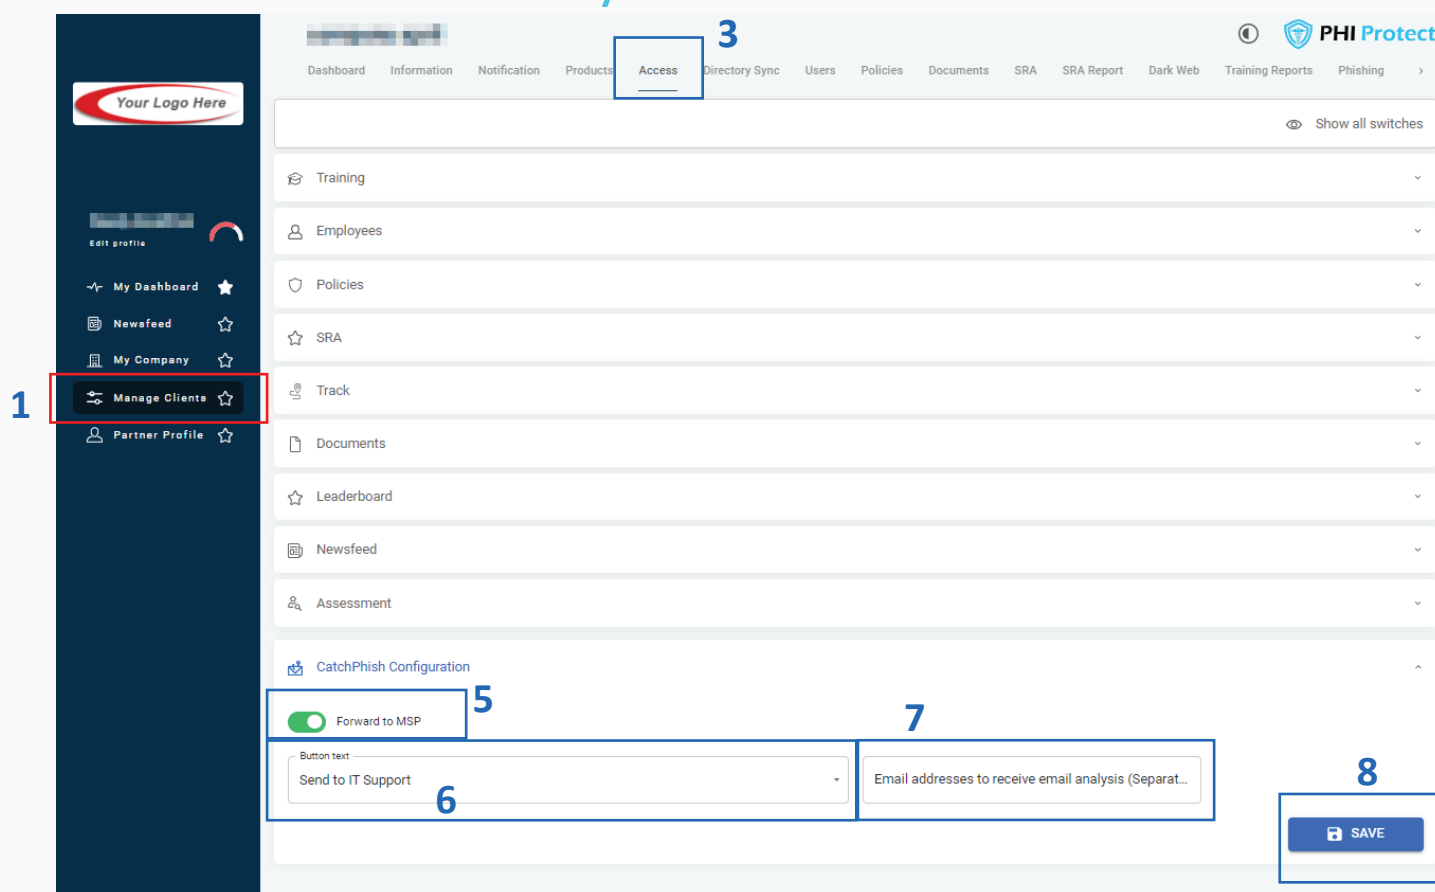 3
PHI Protect
Dashboard Information Notification Products Access Directory Sync Users Policies Documents SRA SRA Report Dark Web Training Reports Phishing
Your Logo Here
Show all switches
Training
Employees
Edit profile
Policies
My Dashboard
Newsfeed
SRA
My Company
1
Manage Clients
Track
Partner Profile
Documents
Leaderboard
Newsfeed
Assessment
CatchPhish Configuration
5
Forward to MSP
7
Button text
Send to IT Support
Email addresses to receive email analysis (Separat...
6
8
SAVE